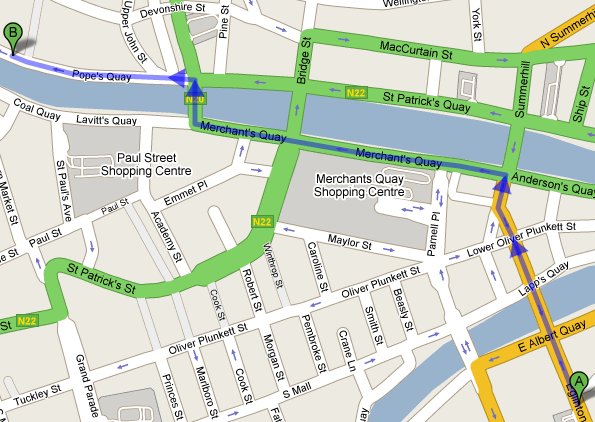 B
Devonshire St
Upper John St
Pine St
Wellington
York St
N Summerhill
MacCurtain St
Bridge St
Summerhill
Ship St
Pope's Quay
N20
N22
St Patrick's Quay
Coal Quay
Lavitt's Quay
Merchant's Quay
Merchant's Quay
Paul Street
Shopping Centre
Merchants Quay
Shopping Centre
Anderson's Quay
St Paul's Ave
Market St
Emmet Pl
Paul St
Paul St
Academy St
N22
Maylor St
Parnell Pl
Lower Oliver Plunkett St
St Patrick's St
Winthrop St
Caroline St
Robert St
Cook St
Oliver Plunkett St
Lapp's Quay
St
N22
Oliver Plunkett St
Pembroke St
Crane Ln
Smith St
Beasly St
E Albert Quay
Morgan St
Cook St
Marlboro St
Princes St
Grand Parade
S Mall
Tuckley St
A
Eglinton